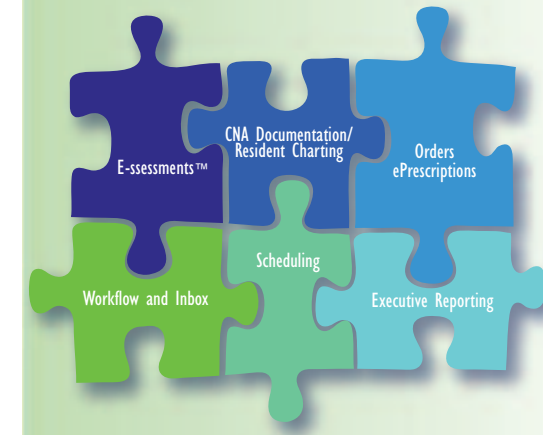 E-ssessments™
CNA Documentation/
Resident Charting
Orders
ePrescriptions
Workflow and Inbox
Scheduling
Executive Reporting